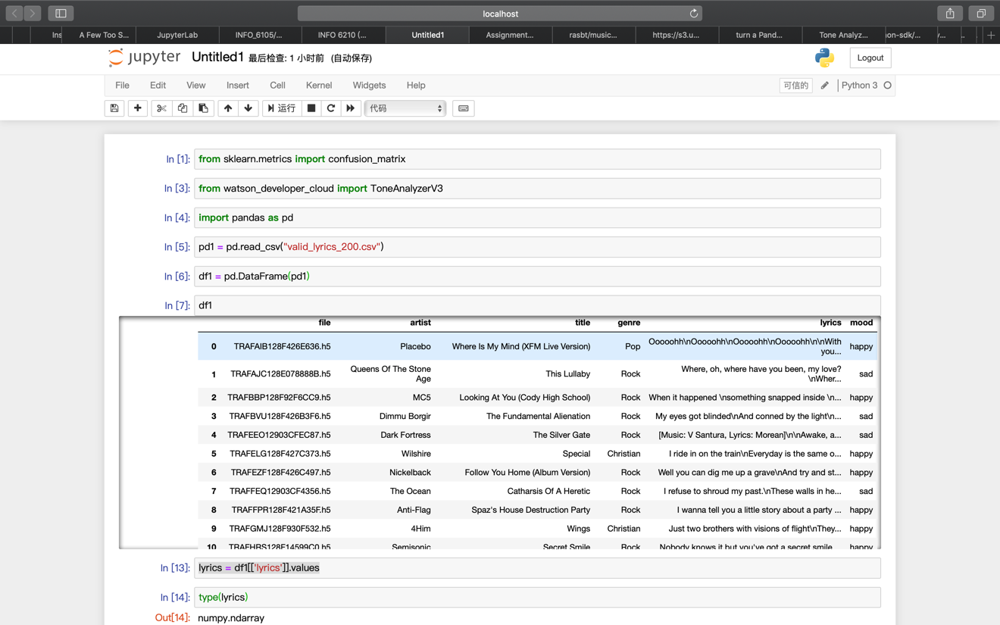 localhost
Ins
A Few Too S...
JupyterLab
INFO_6105/...
INFO 6210 (...
Untitled1
Assignment...
rasbt/music...
https://s3.u...
turn a Pand...
Tone Analyz...
ion-sdk/...
jupyter Untitled1 最后检查: 1 小时前 (自动保存)
Logout
File Edit View Insert Cell Kernel Widgets Help
可信的 Python 3
运行 代码
In [1]: from sklearn.metrics import confusion_matrix
In [3]: from watson_developer_cloud import ToneAnalyzerV3
In [4]: import pandas as pd
In [5]: pd1 = pd.read_csv("valid_lyrics_200.csv")
In [6]: df1 = pd.DataFrame(pd1)
In [7]: df1
file artist title genre lyrics mood
0 TRAFAIB128F426E636.h5 Placebo Where Is My Mind (XFM Live Version) Pop Ooooohh\nOoooohh\nOoooohh\nOoooohh\n\nWith you... happy
1 TRAFAJC128E078888B.h5 Queens Of The Stone Age This Lullaby Rock Where, oh, where have you been, my love? \nWher... sad
2 TRAFBBP128F92F6CC9.h5 MC5 Looking At You (Cody High School) Rock When it happened \nsomething snapped inside \n... happy
3 TRAFBVU128F426B3F6.h5 Dimmu Borgir The Fundamental Alienation Rock My eyes got blinded\nAnd conned by the light\n... sad
4 TRAFEEO12903CFEC87.h5 Dark Fortress The Silver Gate Rock [Music: V Santura, Lyrics: Morean]\n\nAwake, a... sad
5 TRAFELG128F427C373.h5 Wilshire Special Christian I ride in on the train\nEveryday is the same o... happy
6 TRAFEZF128F426C497.h5 Nickelback Follow You Home (Album Version) Rock Well you can dig me up a grave\nAnd try and st... happy
7 TRAFFEQ12903CF4356.h5 The Ocean Catharsis Of A Heretic Rock I refuse to shroud my past.\nThese walls in he... sad
8 TRAFFPR128F421A35F.h5 Anti-Flag Spaz's House Destruction Party Rock I wanna tell you a little story about a party ... happy
9 TRAFGMJ128F930F532.h5 4Him Wings Christian Just two brothers with visions of flight\nThey... happy
10 TRAFHRS128F14599C0.h5 Semisonic Secret Smile Rock Nobody knows it but you've got a secret smile... happy
In [13]: lyrics = df1[['lyrics']].values
In [14]: type(lyrics)
Out[14]: numpy.ndarray